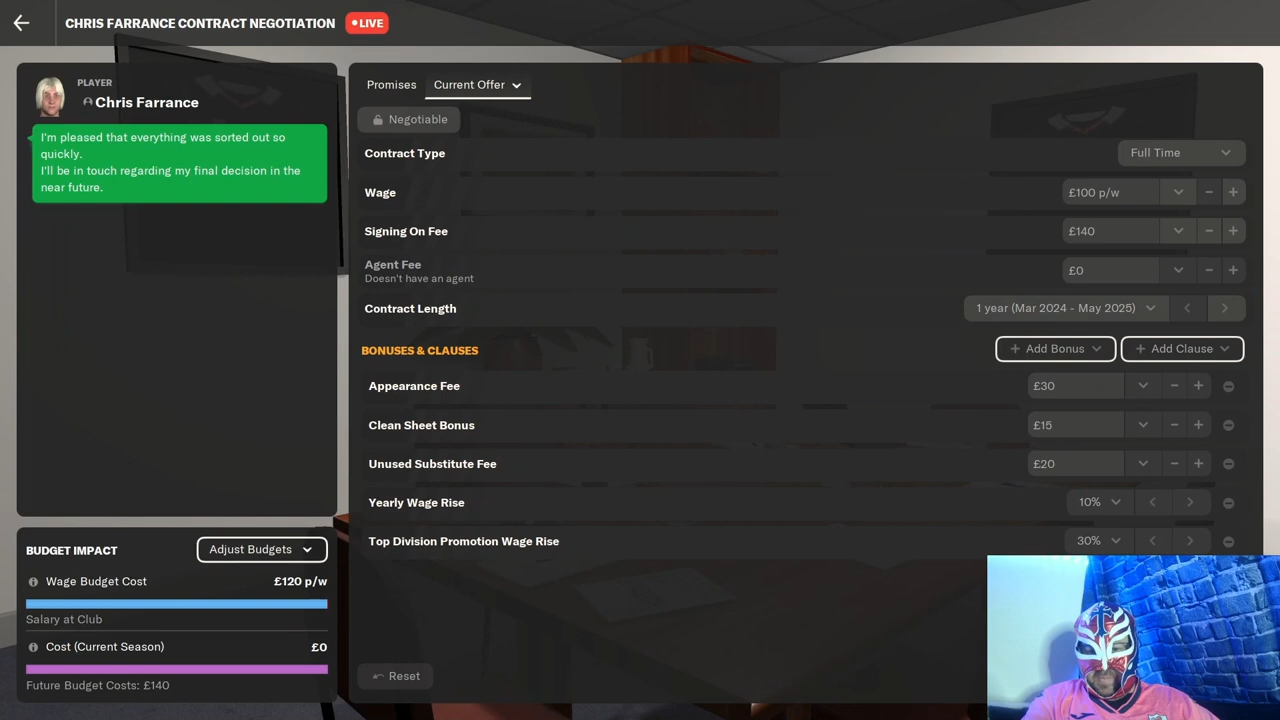 CHRIS FARRANCE CONTRACT NEGOTIATION
LIVE
PLAYER
Chris Farrance
I'm pleased that everything was sorted out so
quickly.
I'll be in touch regarding my final decision in the
near future.
BUDGET IMPACT
Adjust Budgets
Wage Budget Cost
£120 p/w
Salary at Club
Cost (Current Season)
£0
Future Budget Costs: £140
Promises
Current Offer
Negotiable
Contract Type
Full Time
Wage
£100 p/w
Signing On Fee
£140
Agent Fee
Doesn't have an agent
£0
Contract Length
1 year (Mar 2024 - May 2025)
BONUSES & CLAUSES
Add Bonus
Add Clause
Appearance Fee
£30
Clean Sheet Bonus
£15
Unused Substitute Fee
£20
Yearly Wage Rise
10%
Top Division Promotion Wage Rise
30%
Reset